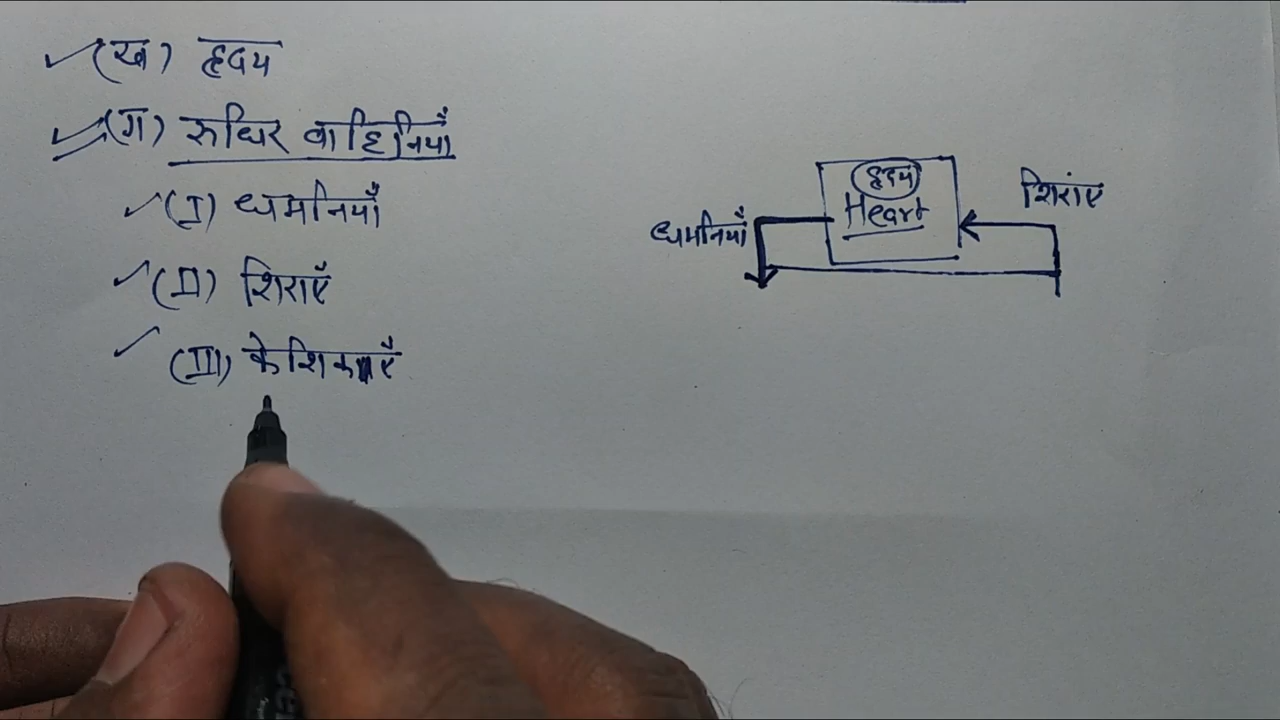 (ख) हृदय
(ग) रुधिर वाहिनियाँ
(I) धमनियाँ
(II) शिराएँ
(III) केशिकाएँ
हृदय
Heart
धमनियाँ
शिराएं